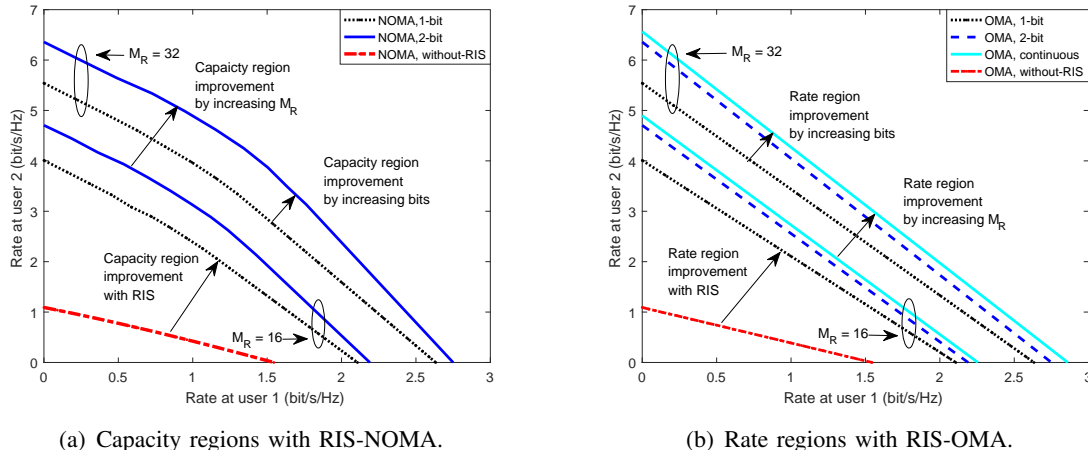 7
6
5
4
3
2
1
0
0
0.5
1
1.5
2
2.5
3
Rate at user 1 (bit/s/Hz)
Rate at user 2 (bit/s/Hz)
NOMA,1-bit
NOMA,2-bit
NOMA, without-RIS
M_R = 32
Capacity region
improvement
by increasing M_R
Capacity region
improvement
by increasing bits
Capacity region
improvement
with RIS
M_R = 16
(a) Capacity regions with RIS-NOMA.
7
6
5
4
3
2
1
0
0
0.5
1
1.5
2
2.5
3
Rate at user 1 (bit/s/Hz)
Rate at user 2 (bit/s/Hz)
OMA, 1-bit
OMA, 2-bit
OMA, continuous
OMA, without-RIS
M_R = 32
Rate region
improvement
by increasing bits
Rate region
improvement
by increasing M_R
Rate region
improvement
with RIS
M_R = 16
(b) Rate regions with RIS-OMA.